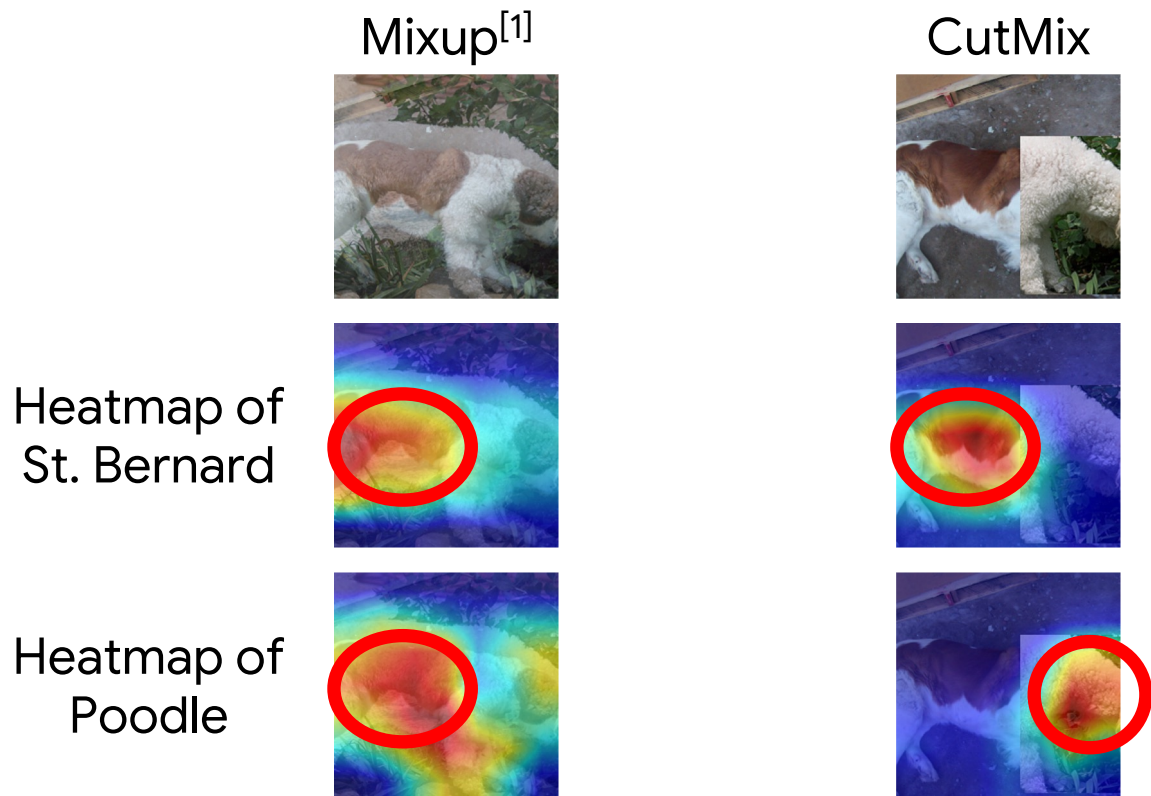 Mixup[1]
CutMix
Heatmap of
St. Bernard
Heatmap of
Poodle